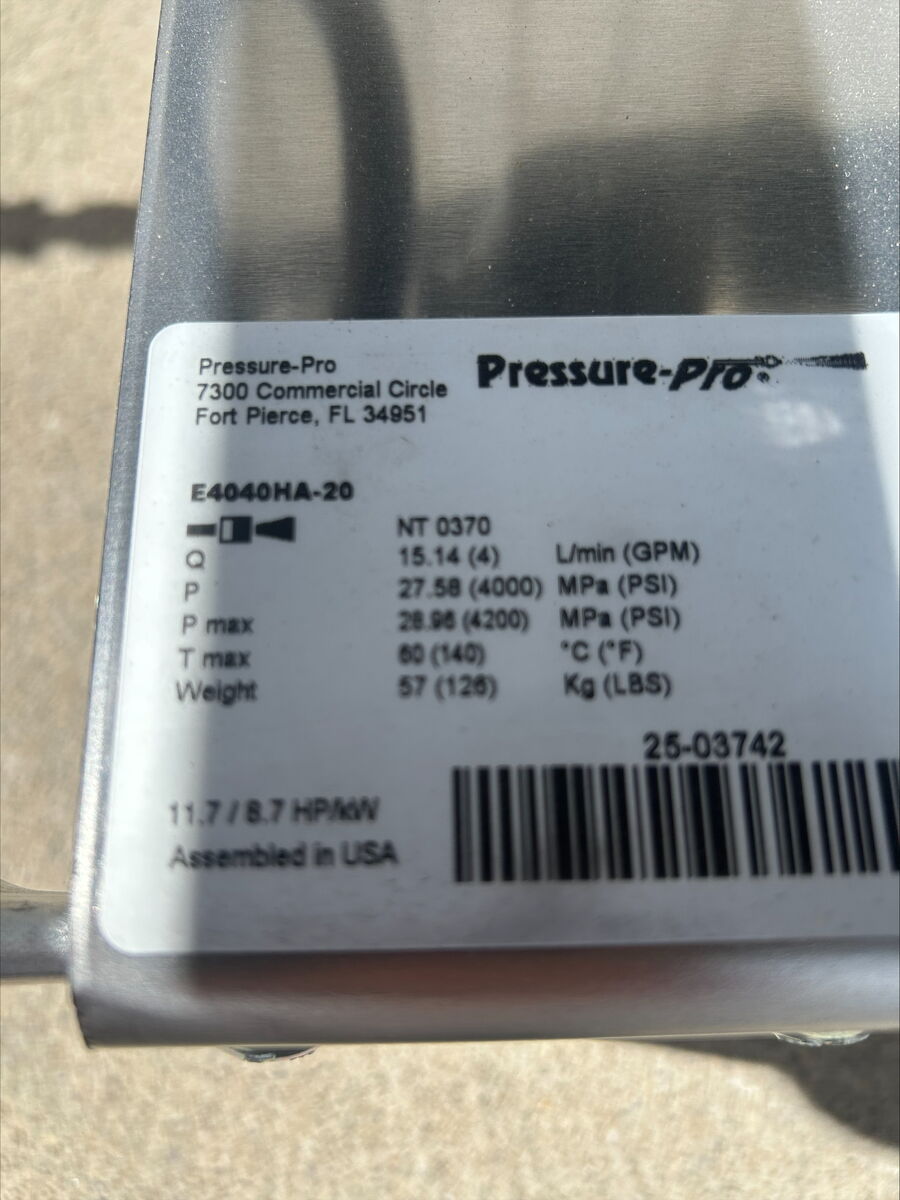 Pressure-Pro
7300 Commercial Circle
Fort Pierce, FL 34951
Pressure-Pro
E4040HA-20
NT 0370
Q 15.14 (4) L/min (GPM)
P 27.58 (4000) MPa (PSI)
P max 28.96 (4200) MPa (PSI)
T max 60 (140) °C (°F)
Weight 57 (126) Kg (LBS)
25-03742
11.7 / 8.7 HP/kW
Assembled in USA